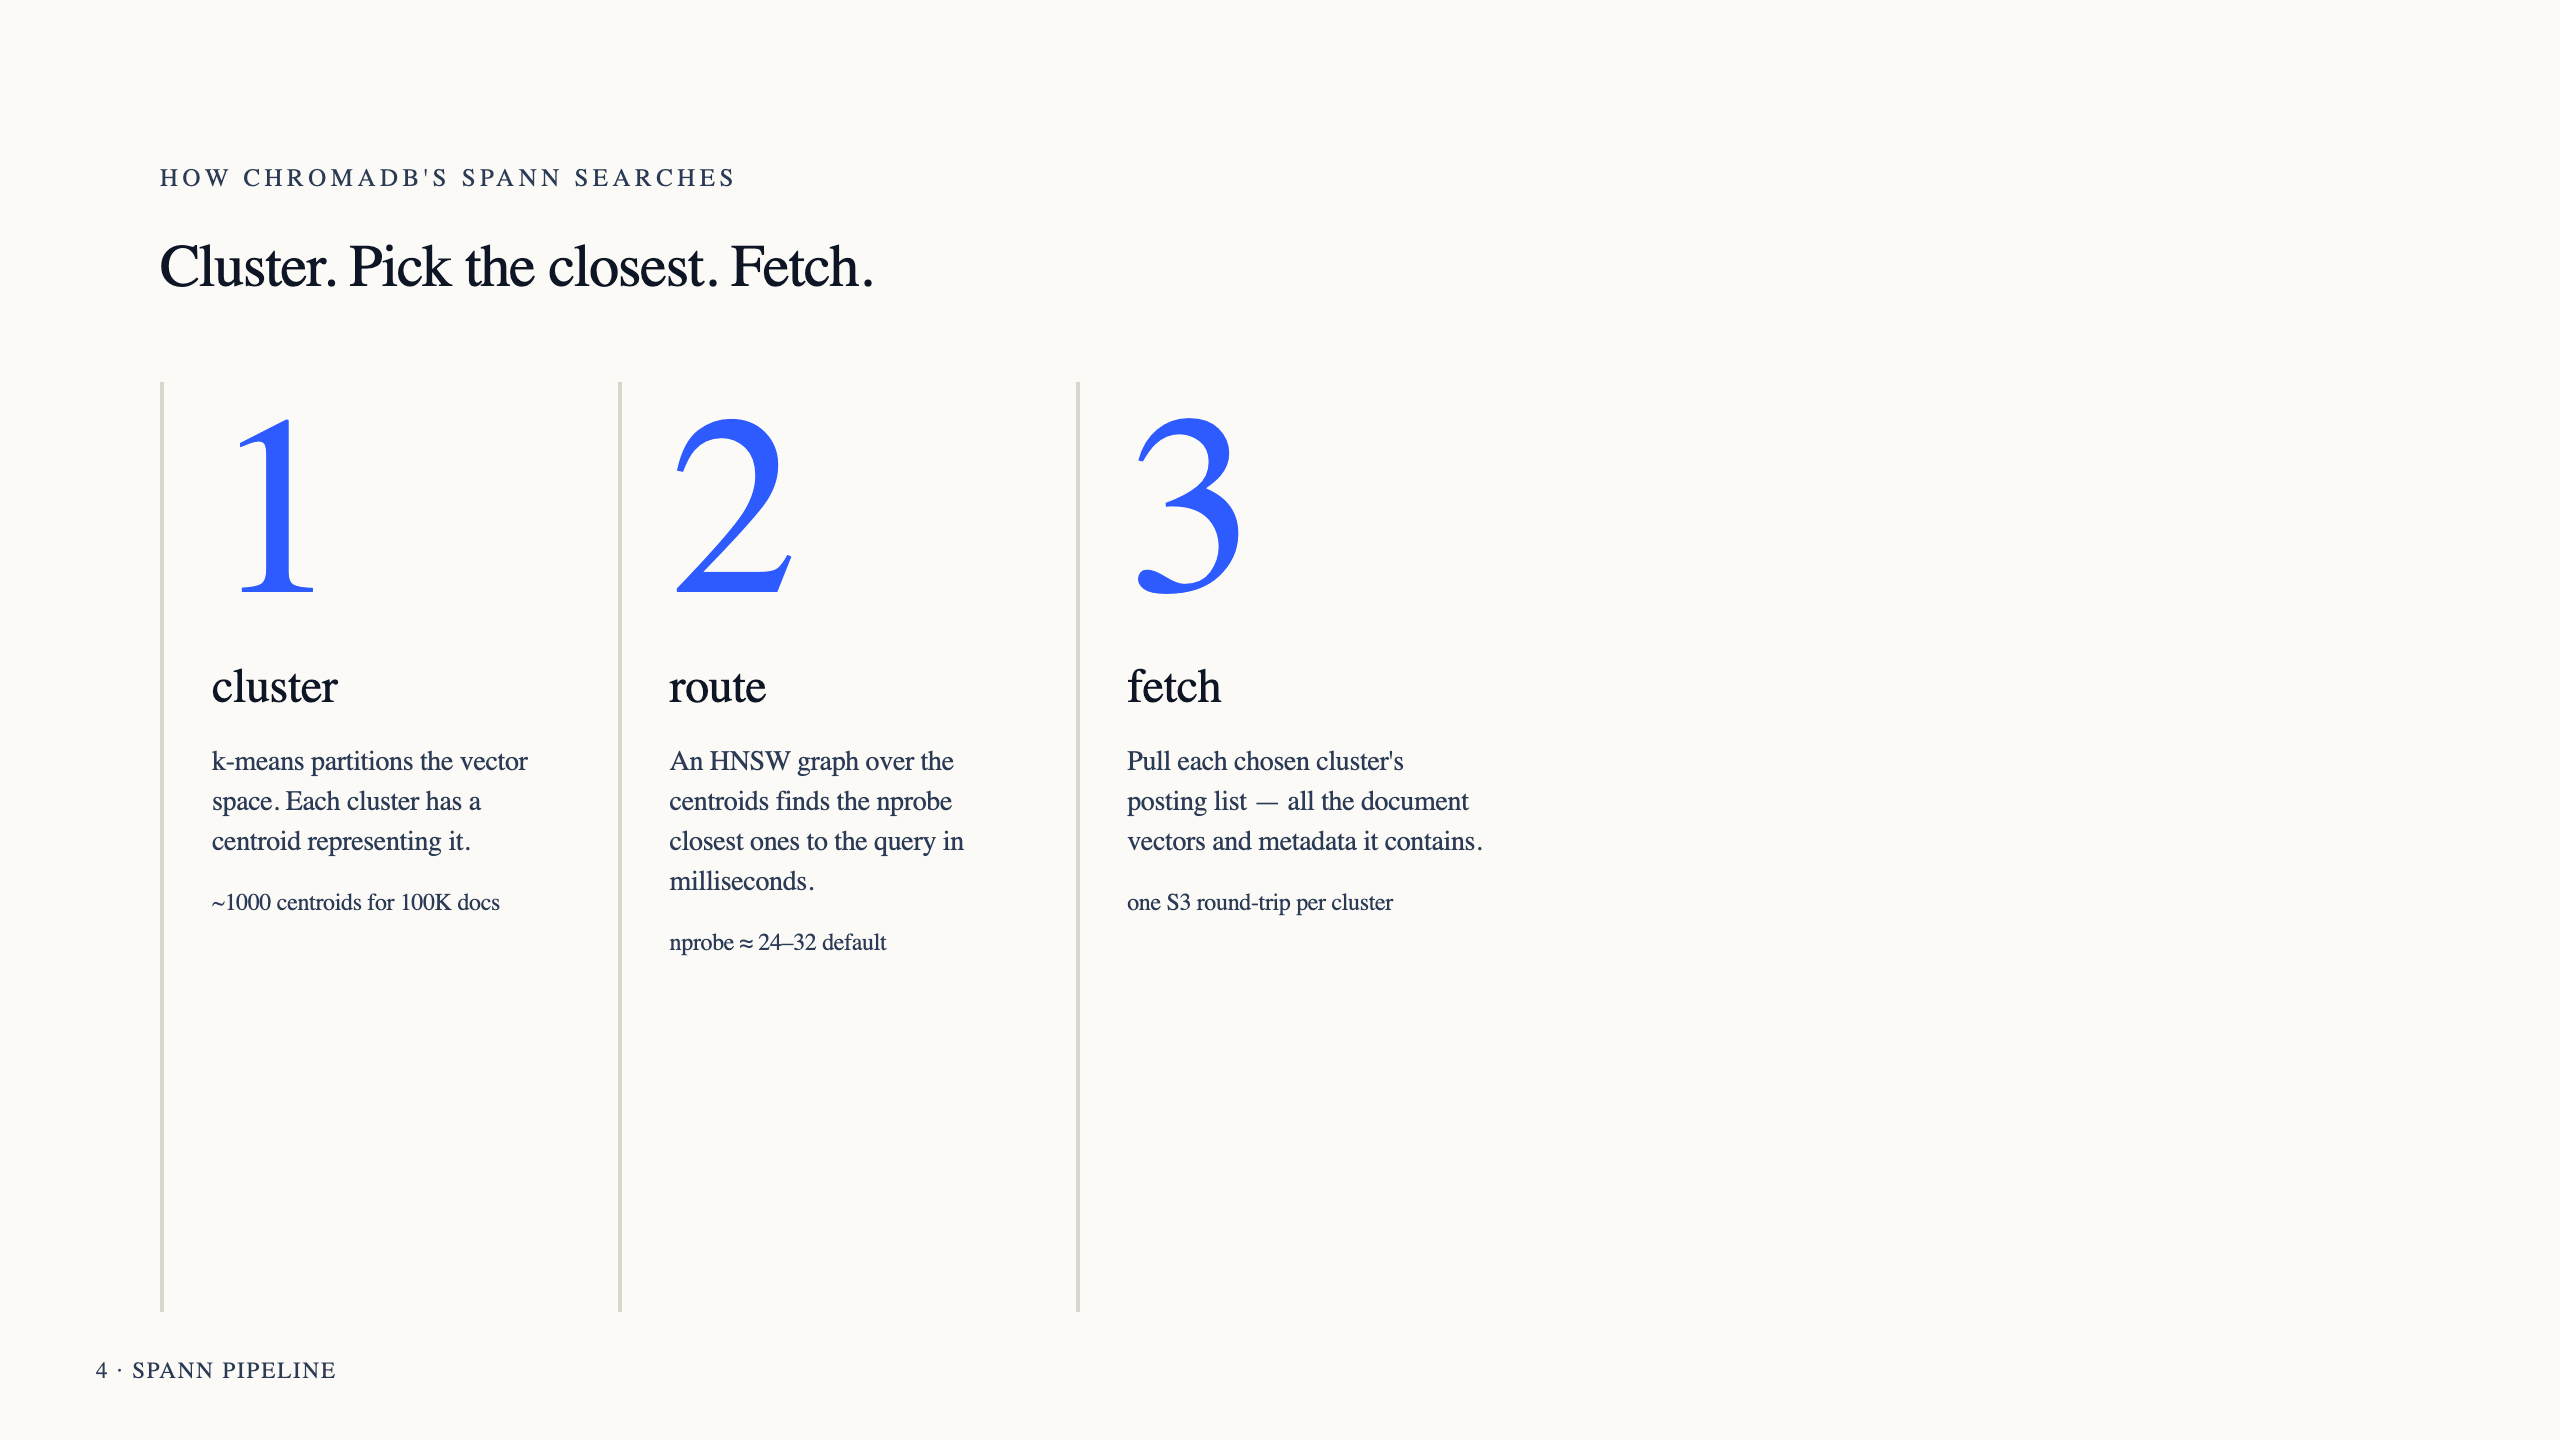 HOW CHROMADB'S SPANN SEARCHES
Cluster. Pick the closest. Fetch.
1
cluster
k-means partitions the vector
space. Each cluster has a
centroid representing it.
~1000 centroids for 100K docs
2
route
An HNSW graph over the
centroids finds the nprobe
closest ones to the query in
milliseconds.
nprobe ≈ 24–32 default
3
fetch
Pull each chosen cluster's
posting list — all the document
vectors and metadata it contains.
one S3 round-trip per cluster
4 · SPANN PIPELINE